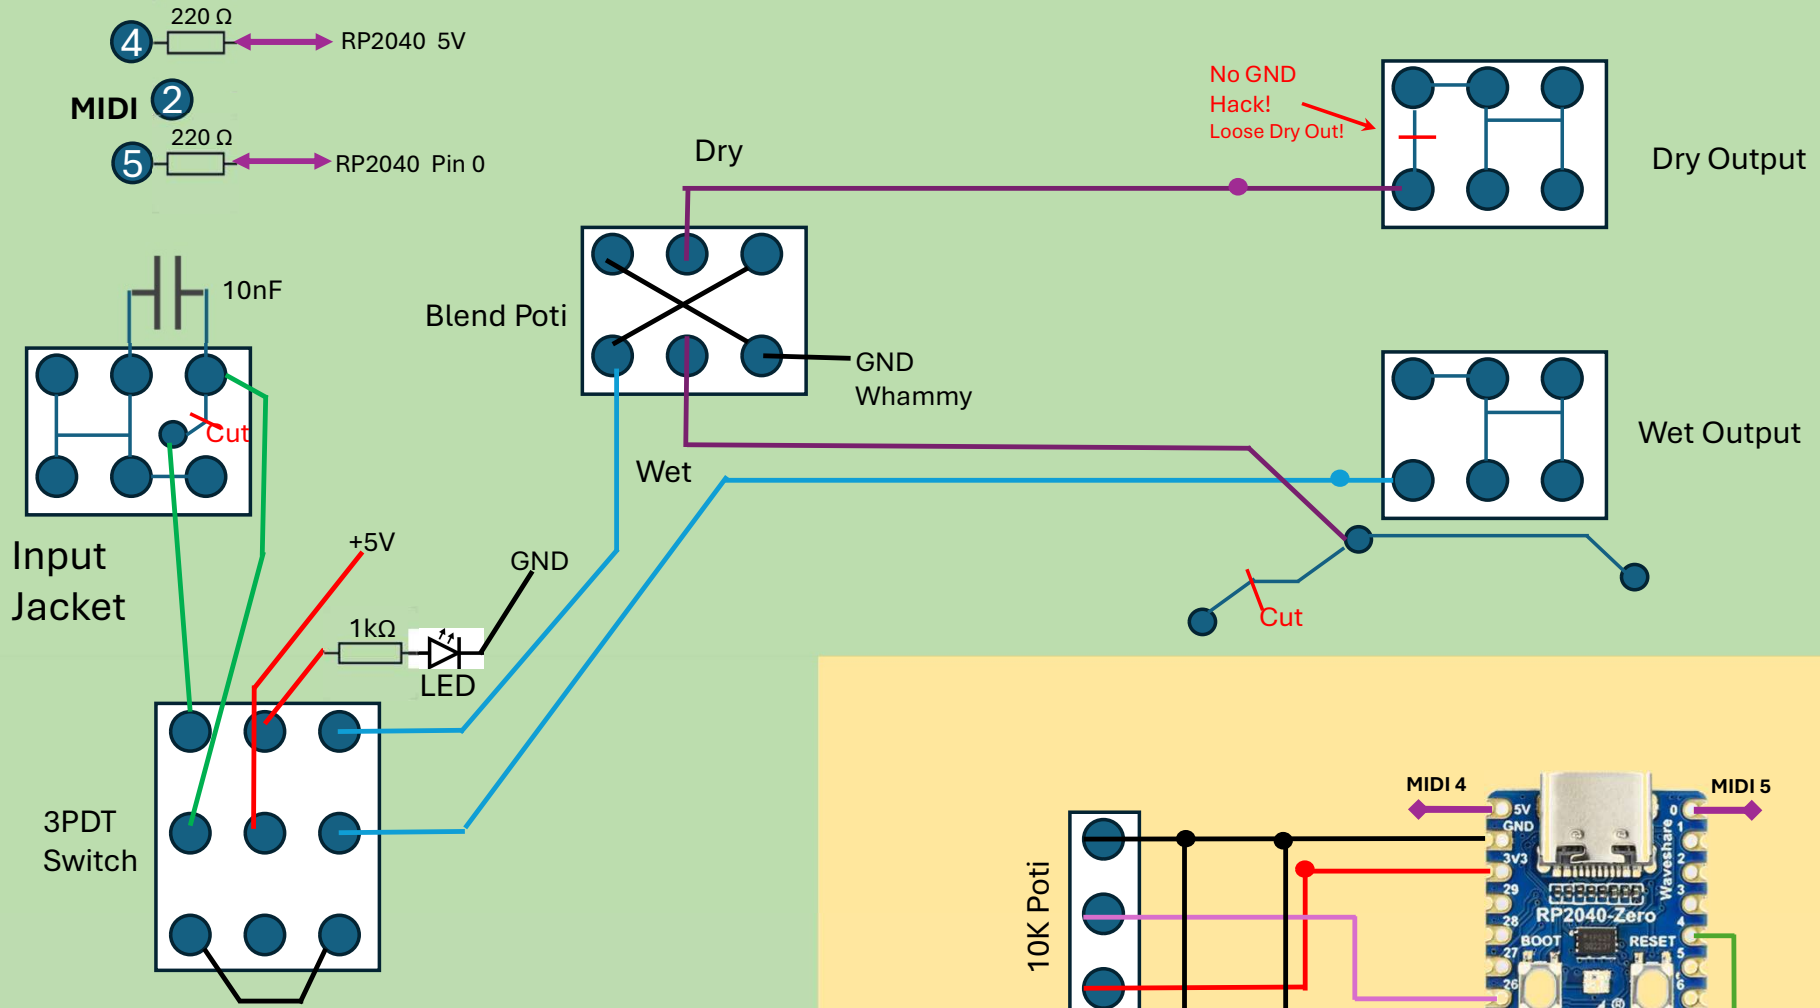 220 Ω
4
RP2040 5V
MIDI
2
220 Ω
5
RP2040 Pin 0
10nF
Cut
Input
Jacket
Dry
Blend Poti
GND
Whammy
Wet
No GND
Hack!
Loose Dry Out!
Dry Output
Wet Output
Cut
+5V
GND
1kΩ
LED
3PDT
Switch
10K Poti
MIDI 4
MIDI 5
5V
GND
3V3
29
28
27
26
0
1
2
3
4
5
6
Waveshare
RP2040-Zero
BOOT
RESET